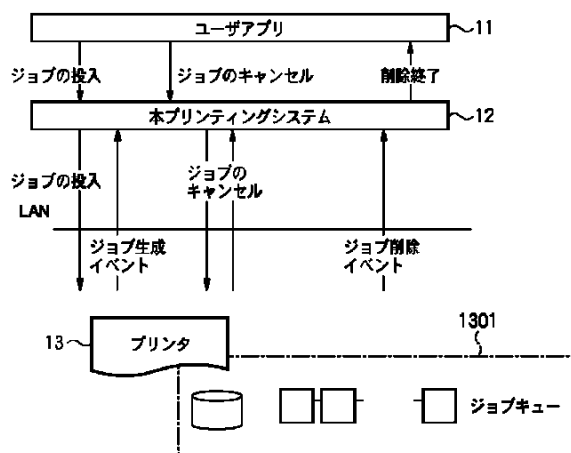 ユーザアプリ
11
ジョブの投入
ジョブのキャンセル
削除終了
本プリンティングシステム
12
ジョブの投入
ジョブの
キャンセル
LAN
ジョブ生成
イベント
ジョブ削除
イベント
1301
13
プリンタ
ジョブキュー